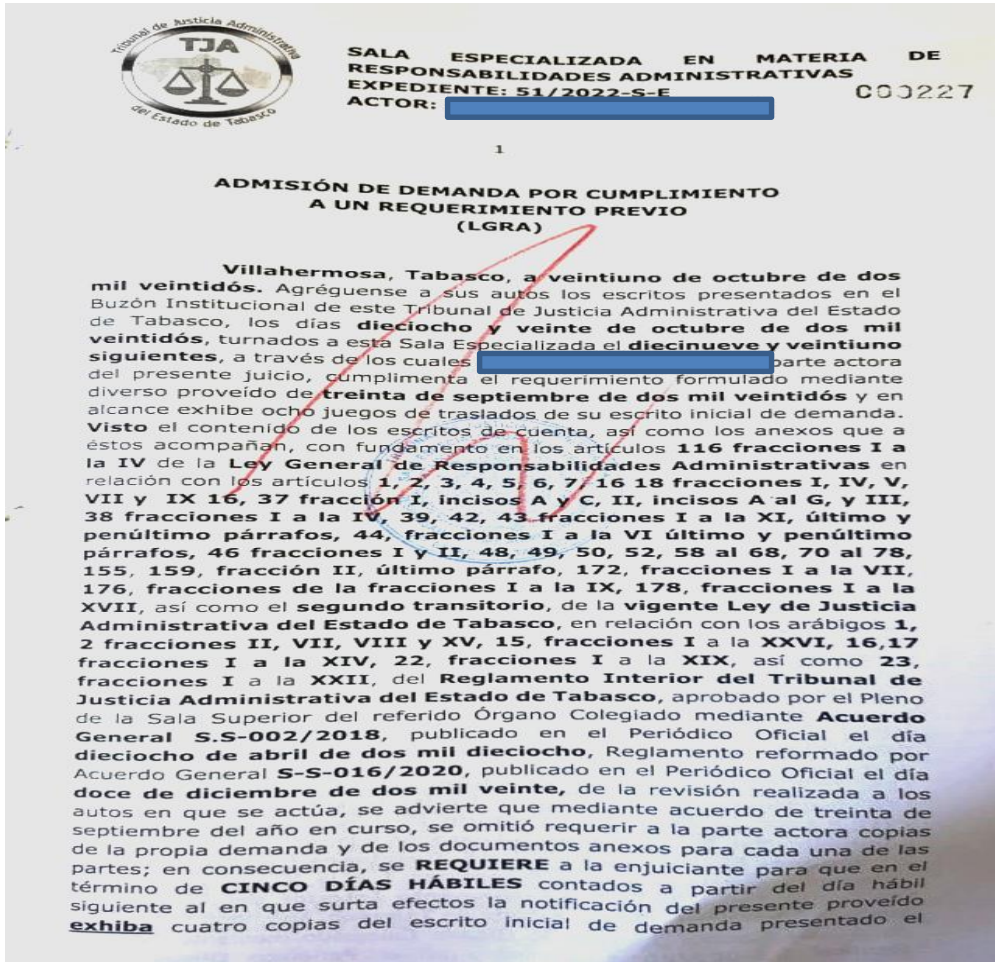 Tribunal de Justicia Administrativa
TJA
del Estado de Tabasco
SALA ESPECIALIZADA EN MATERIA DE
RESPONSABILIDADES ADMINISTRATIVAS
EXPEDIENTE: 51/2022-S-E
000227
ACTOR:
1
ADMISIÓN DE DEMANDA POR CUMPLIMIENTO
A UN REQUERIMIENTO PREVIO
(LGRA)
Villahermosa, Tabasco, a veintiuno de octubre de dos
mil veintidós. Agréguense a sus autos los escritos presentados en el
Buzón Institucional de este Tribunal de Justicia Administrativa del Estado
de Tabasco, los días dieciocho y veinte de octubre de dos mil
veintidós, turnados a esta Sala Especializada el diecinueve y veintiuno
siguientes, a través de los cuales parte actora
del presente juicio, cumplimenta el requerimiento formulado mediante
diverso proveído de treinta de septiembre de dos mil veintidós y en
alcance exhibe ocho juegos de traslados de su escrito inicial de demanda.
Visto el contenido de los escritos de cuenta, así como los anexos que a
éstos acompañan, con fundamento en los artículos 116 fracciones I a
la IV de la Ley General de Responsabilidades Administrativas en
relación con los artículos 1, 2, 3, 4, 5, 6, 7, 16 18 fracciones I, IV, V,
VII y IX 16, 37 fracción I, incisos A y C, II, incisos A al G, y III,
38 fracciones I a la IV, 39, 42, 43 fracciones I a la XI, último y
penúltimo párrafos, 44, fracciones I a la VI último y penúltimo
párrafos, 46 fracciones I y II, 48, 49, 50, 52, 58 al 68, 70 al 78,
155, 159, fracción II, último párrafo, 172, fracciones I a la VII,
176, fracciones de la fracciones I a la IX, 178, fracciones I a la
XVII, así como el segundo transitorio, de la vigente Ley de Justicia
Administrativa del Estado de Tabasco, en relación con los arábigos 1,
2 fracciones II, VII, VIII y XV, 15, fracciones I a la XXVI, 16,17
fracciones I a la XIV, 22, fracciones I a la XIX, así como 23,
fracciones I a la XXII, del Reglamento Interior del Tribunal de
Justicia Administrativa del Estado de Tabasco, aprobado por el Pleno
de la Sala Superior del referido Órgano Colegiado mediante Acuerdo
General S.S-002/2018, publicado en el Periódico Oficial el día
dieciocho de abril de dos mil dieciocho, Reglamento reformado por
Acuerdo General S-S-016/2020, publicado en el Periódico Oficial el día
doce de diciembre de dos mil veinte, de la revisión realizada a los
autos en que se actúa, se advierte que mediante acuerdo de treinta de
septiembre del año en curso, se omitió requerir a la parte actora copias
de la propia demanda y de los documentos anexos para cada una de las
partes; en consecuencia, se REQUIERE a la enjuiciante para que en el
término de CINCO DÍAS HÁBILES contados a partir del día hábil
siguiente al en que surta efectos la notificación del presente proveído
exhiba cuatro copias del escrito inicial de demanda presentado el